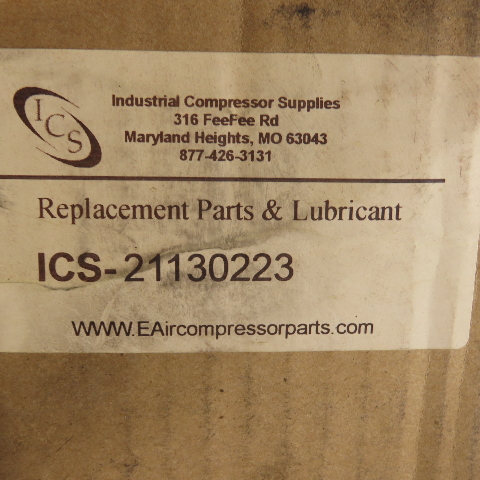 ICS
Industrial Compressor Supplies
316 FeeFee Rd
Maryland Heights, MO 63043
877-426-3131
Replacement Parts & Lubricant
ICS-21130223
WWW.EAircompressorparts.com